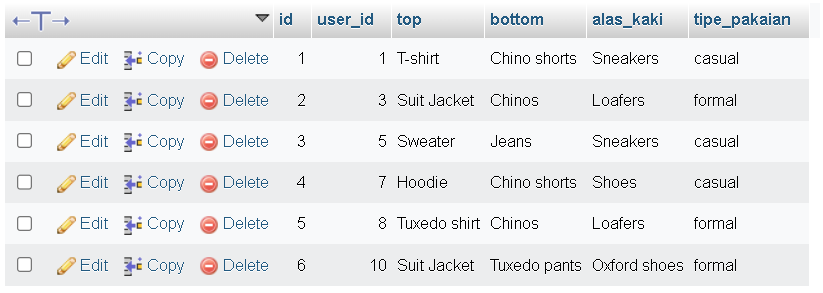 ←T→ id user_id top bottom alas_kaki tipe_pakaian
Edit Copy Delete 1 1 T-shirt Chino shorts Sneakers casual
Edit Copy Delete 2 3 Suit Jacket Chinos Loafers formal
Edit Copy Delete 3 5 Sweater Jeans Sneakers casual
Edit Copy Delete 4 7 Hoodie Chino shorts Shoes casual
Edit Copy Delete 5 8 Tuxedo shirt Chinos Loafers formal
Edit Copy Delete 6 10 Suit Jacket Tuxedo pants Oxford shoes formal